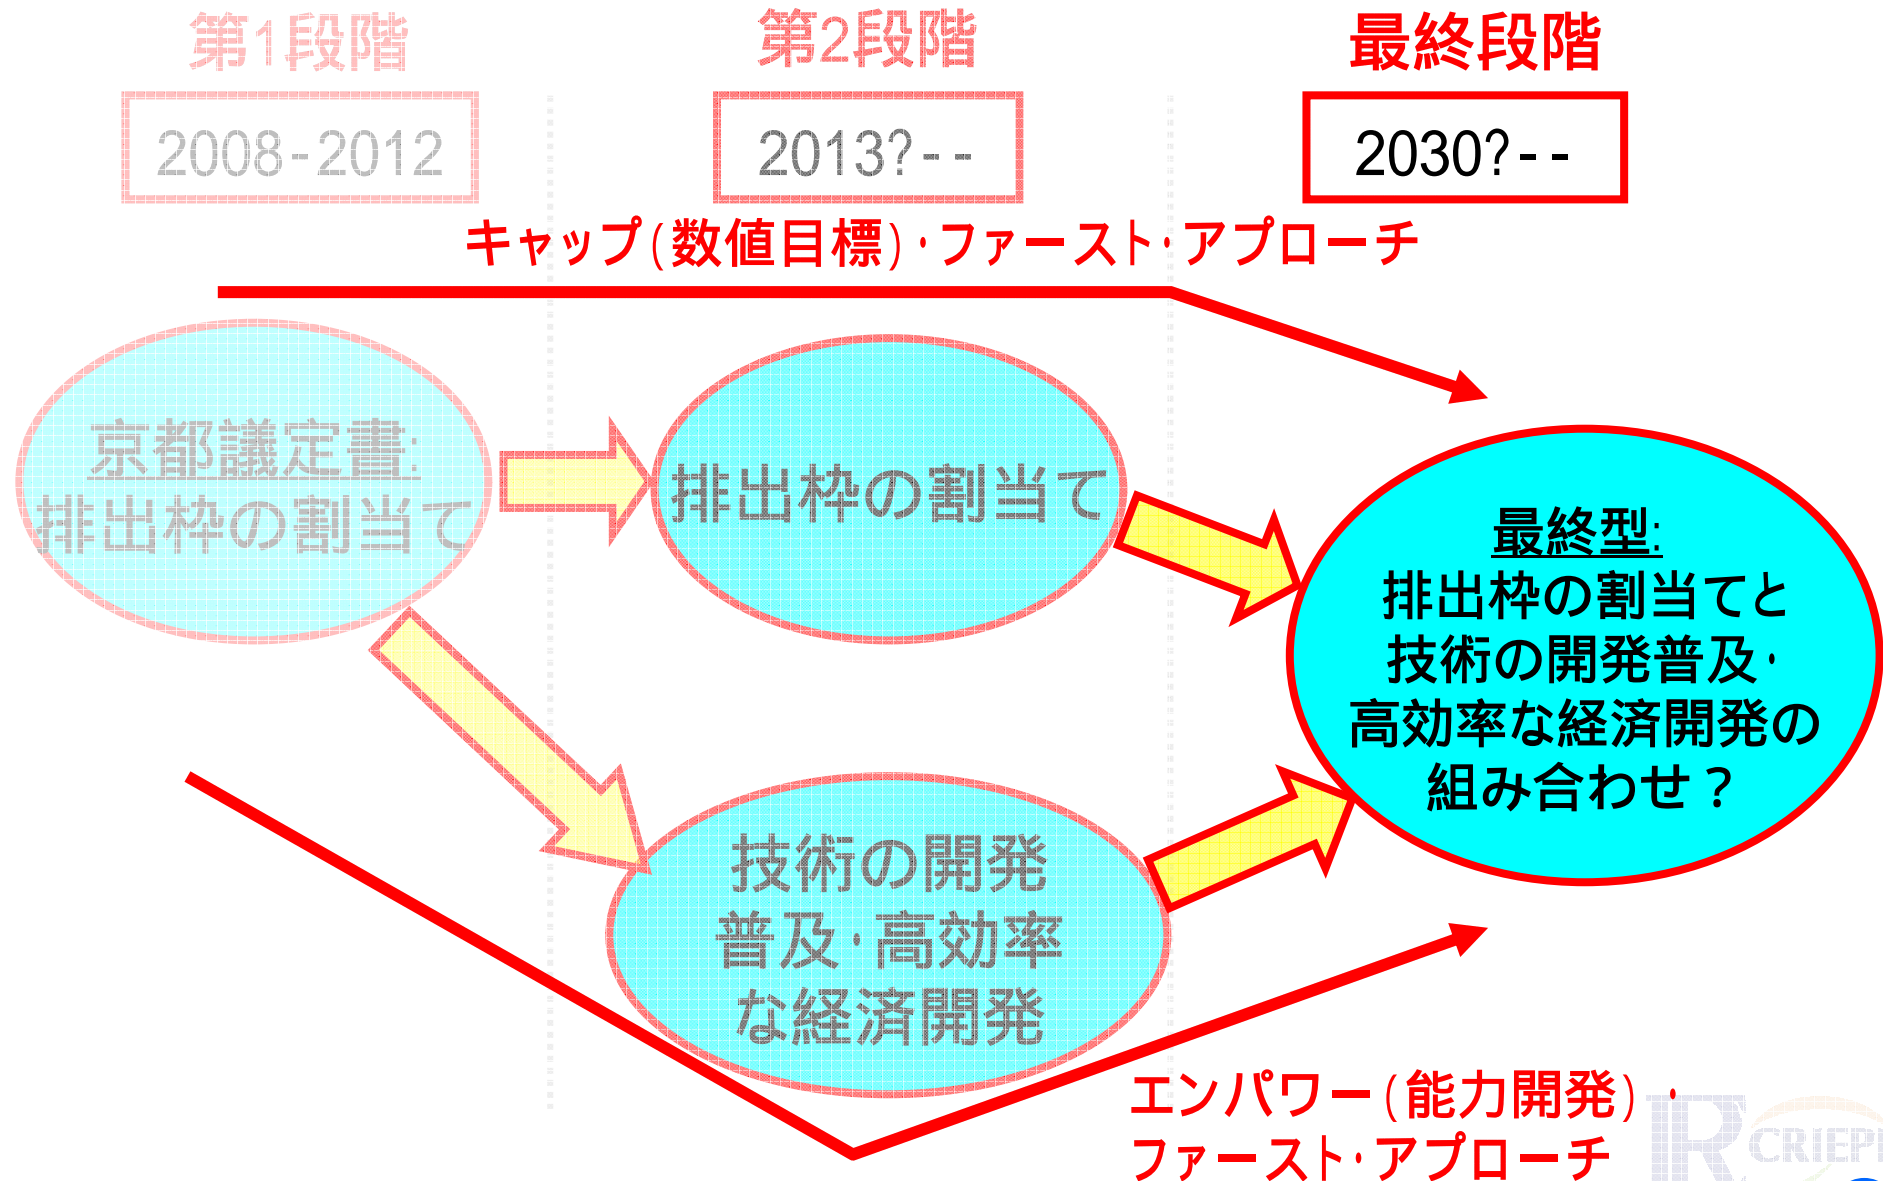 第1段階
第2段階
最終段階
2008-2012
2013?--
2030?--
キャップ(数値目標)・ファースト・アプローチ
京都議定書:
排出枠の割当て
排出枠の割当て
最終型:
排出枠の割当てと
技術の開発普及・
高効率な経済開発の
組み合わせ？
技術の開発
普及・高効率
な経済開発
エンパワー(能力開発)・
ファースト・アプローチ
R CRIEPI